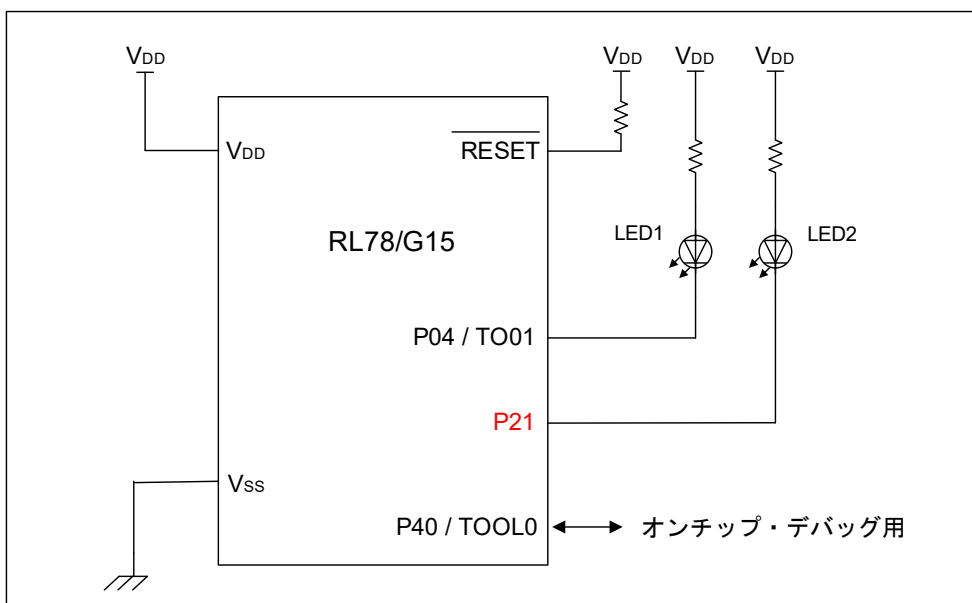 VDD
VDD
VDD
VDD
VDD
RESET
RL78/G15
LED1
LED2
P04 / TO01
P21
VSS
P40 / TOOL0
オンチップ・デバッグ用